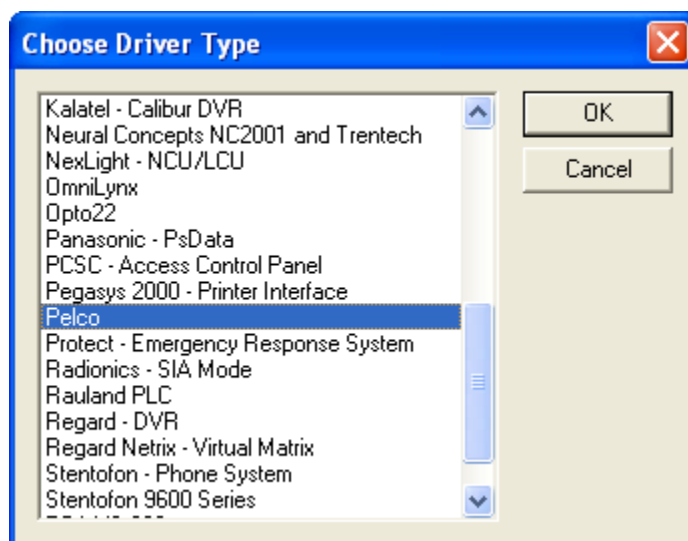 Choose Driver Type
Kalatel - Calibur DVR
Neural Concepts NC2001 and Trentech
NexLight - NCU/LCU
OmniLynx
Opto22
Panasonic - PsData
PCSC - Access Control Panel
Pegasys 2000 - Printer Interface
Pelco
Protect - Emergency Response System
Radionics - SIA Mode
Rauland PLC
Regard - DVR
Regard Netrix - Virtual Matrix
Stentofon - Phone System
Stentofon 9600 Series
OK
Cancel